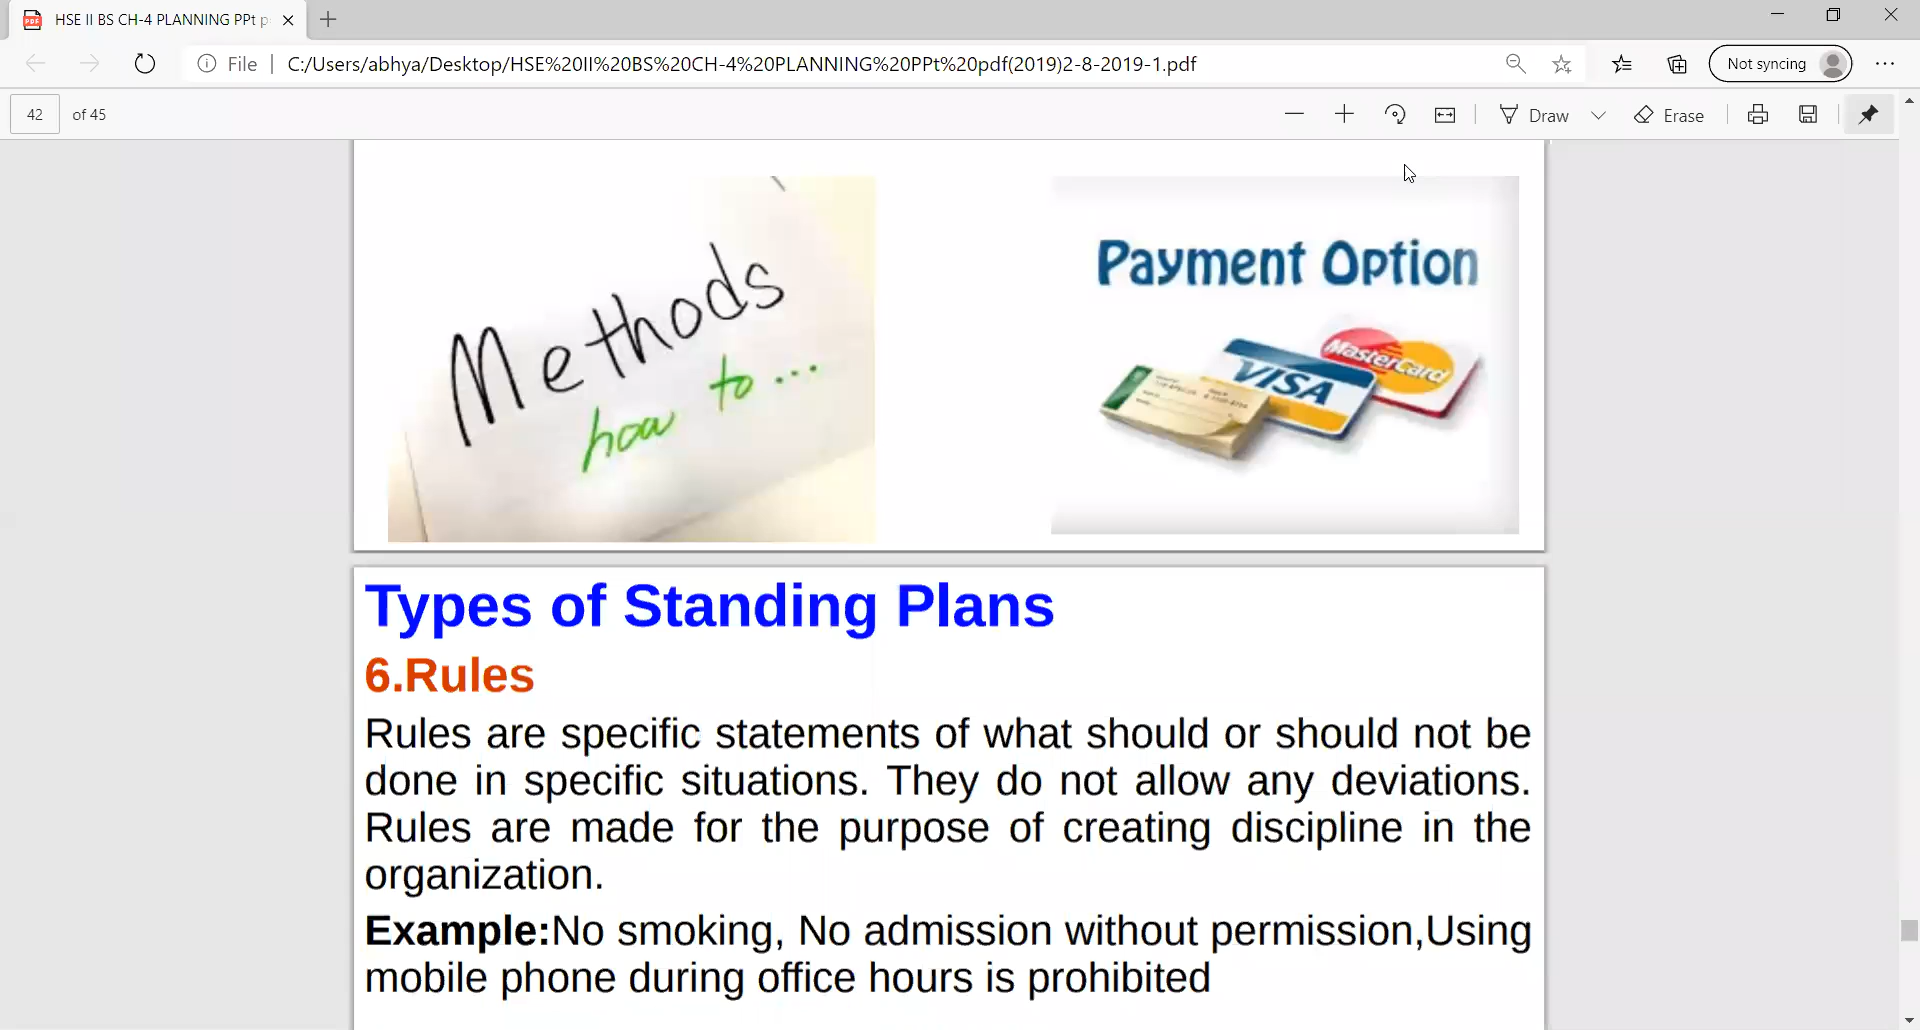 HSE II BS CH-4 PLANNING PPt p
File
C:/Users/abhya/Desktop/HSE%20II%20BS%20CH-4%20PLANNING%20PPt%20pdf(2019)2-8-2019-1.pdf
Not syncing
42 of 45
Draw
Erase
Methods
how to...
Payment Option
VISA
MasterCard
Types of Standing Plans
6.Rules
Rules are specific statements of what should or should not be
done in specific situations. They do not allow any deviations.
Rules are made for the purpose of creating discipline in the
organization.
Example:No smoking, No admission without permission,Using
mobile phone during office hours is prohibited